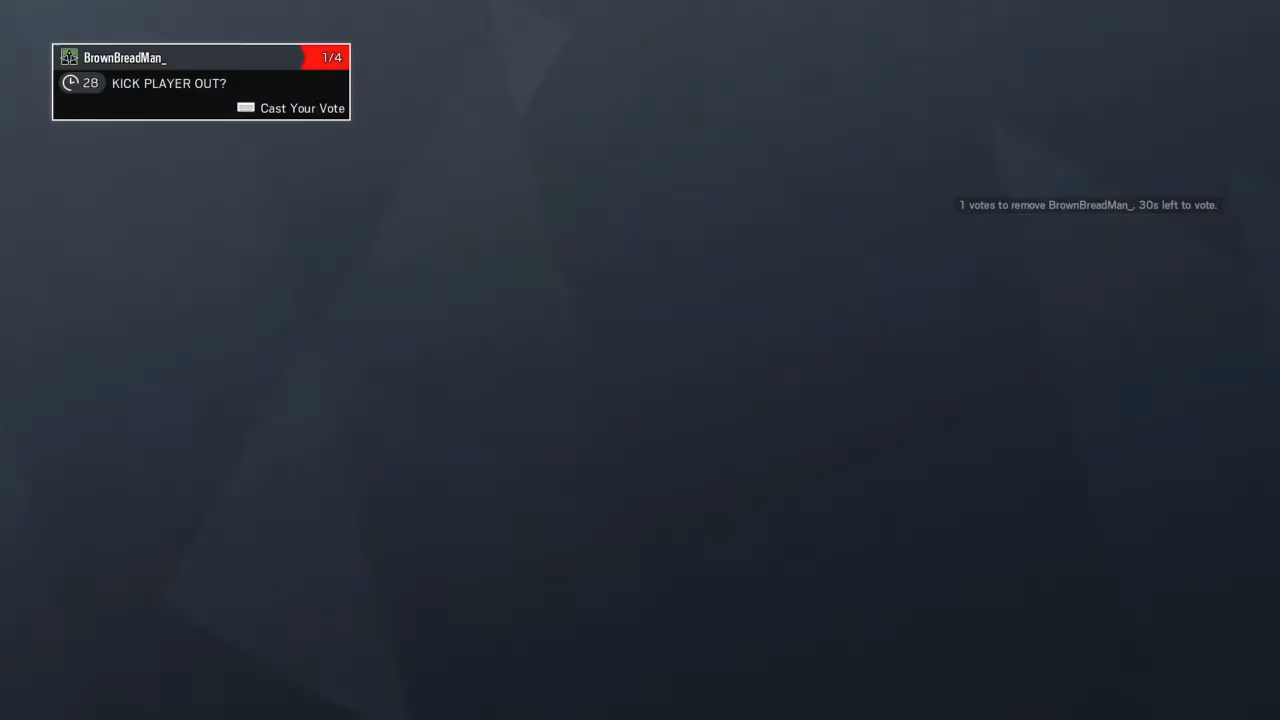 BrownBreadMan_ 1/4
28 KICK PLAYER OUT?
Cast Your Vote
1 votes to remove BrownBreadMan_, 30s left to vote.